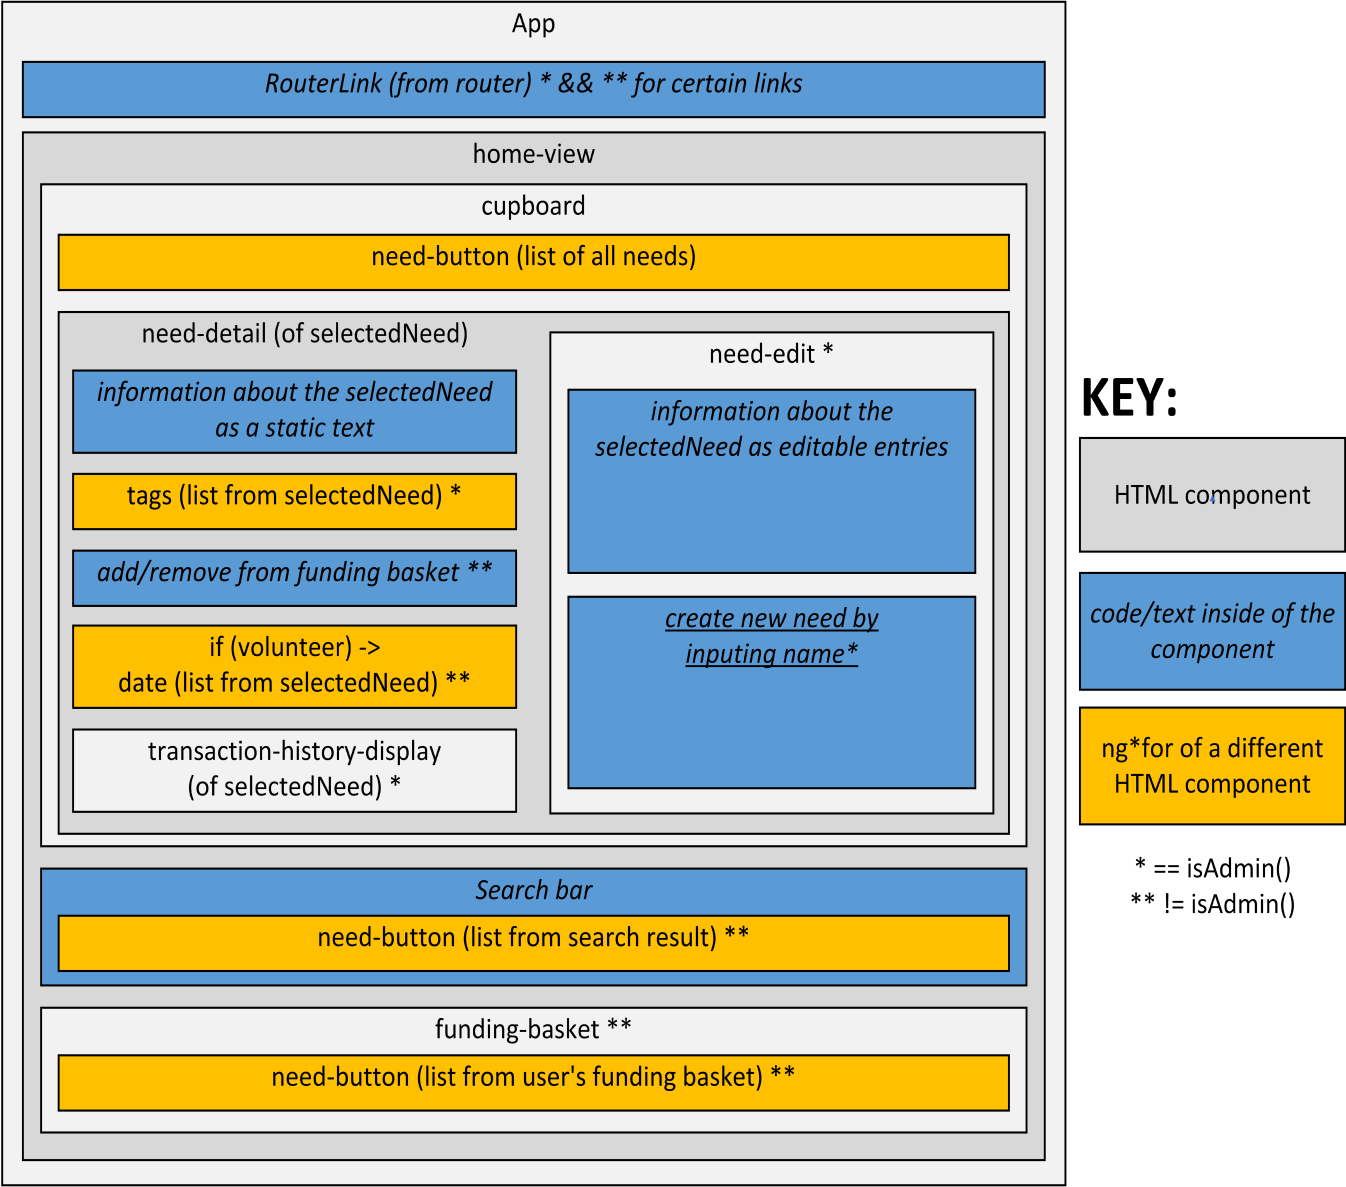 App
RouterLink (from router) * && ** for certain links
home-view
cupboard
need-button (list of all needs)
need-detail (of selectedNeed)
information about the selectedNeed
as a static text
tags (list from selectedNeed) *
add/remove from funding basket **
if (volunteer) ->
date (list from selectedNeed) **
transaction-history-display
(of selectedNeed) *
need-edit *
information about the
selectedNeed as editable entries
create new need by
inputing name*
Search bar
need-button (list from search result) **
funding-basket **
need-button (list from user's funding basket) **
KEY:
HTML component
code/text inside of the
component
ng*for of a different
HTML component
* == isAdmin()
** != isAdmin()